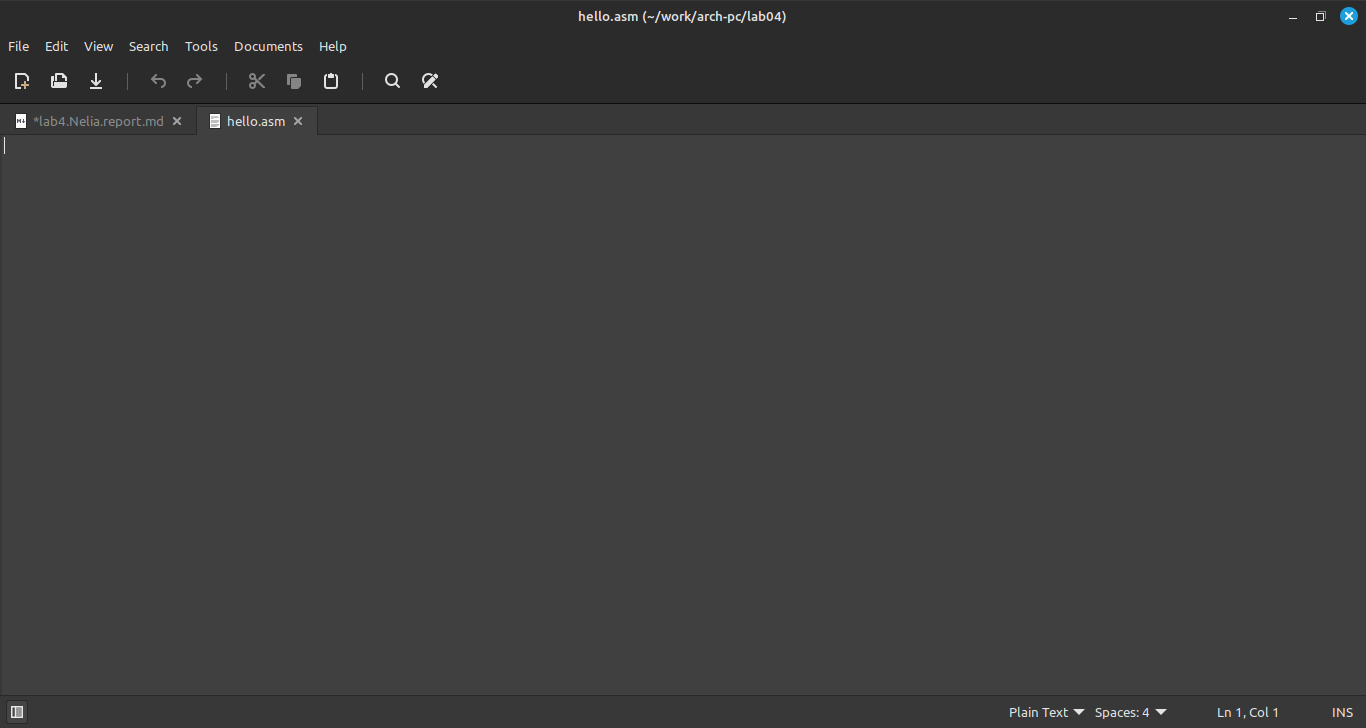 hello.asm (~/work/arch-pc/lab04)
File Edit View Search Tools Documents Help
*lab4.Nelia.report.md hello.asm
Plain Text Spaces: 4 Ln 1, Col 1 INS